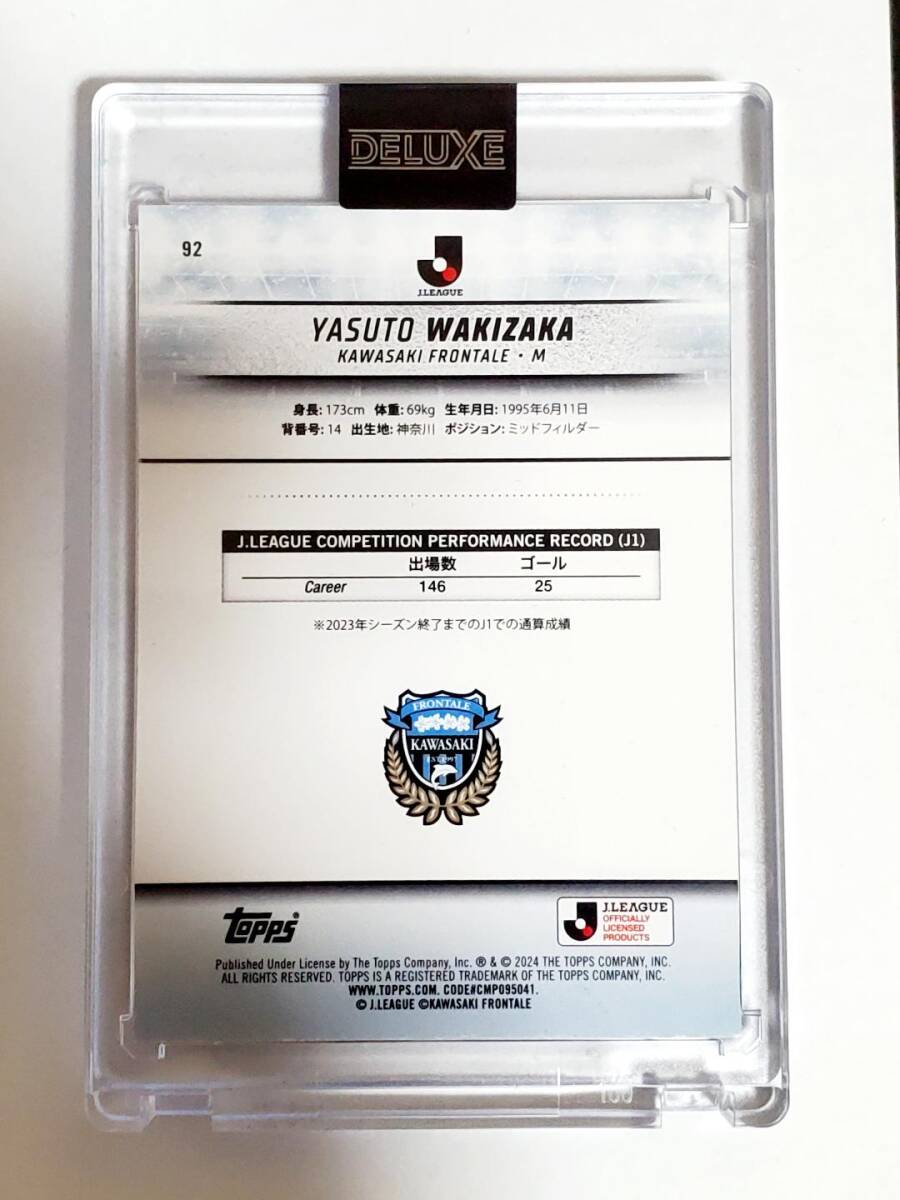 DELUXE
92
J.LEAGUE
YASUTO WAKIZAKA
KAWASAKI FRONTALE・M
身長: 173cm 体重: 69kg 生年月日: 1995年6月11日
背番号: 14 出生地: 神奈川 ポジション: ミッドフィルダー
J.LEAGUE COMPETITION PERFORMANCE RECORD (J1)
出場数 ゴール
Career 146 25
※2023年シーズン終了までのJ1での通算成績
FRONTALE
KAWASAKI
EST.1997
topps®
J.LEAGUE
OFFICIALLY
LICENSED
PRODUCTS
Published Under License by The Topps Company, Inc. ® & © 2024 THE TOPPS COMPANY, INC.
ALL RIGHTS RESERVED. TOPPS IS A REGISTERED TRADEMARK OF THE TOPPS COMPANY, INC.
WWW.TOPPS.COM. CODE#CMP095041.
© J.LEAGUE ©KAWASAKI FRONTALE